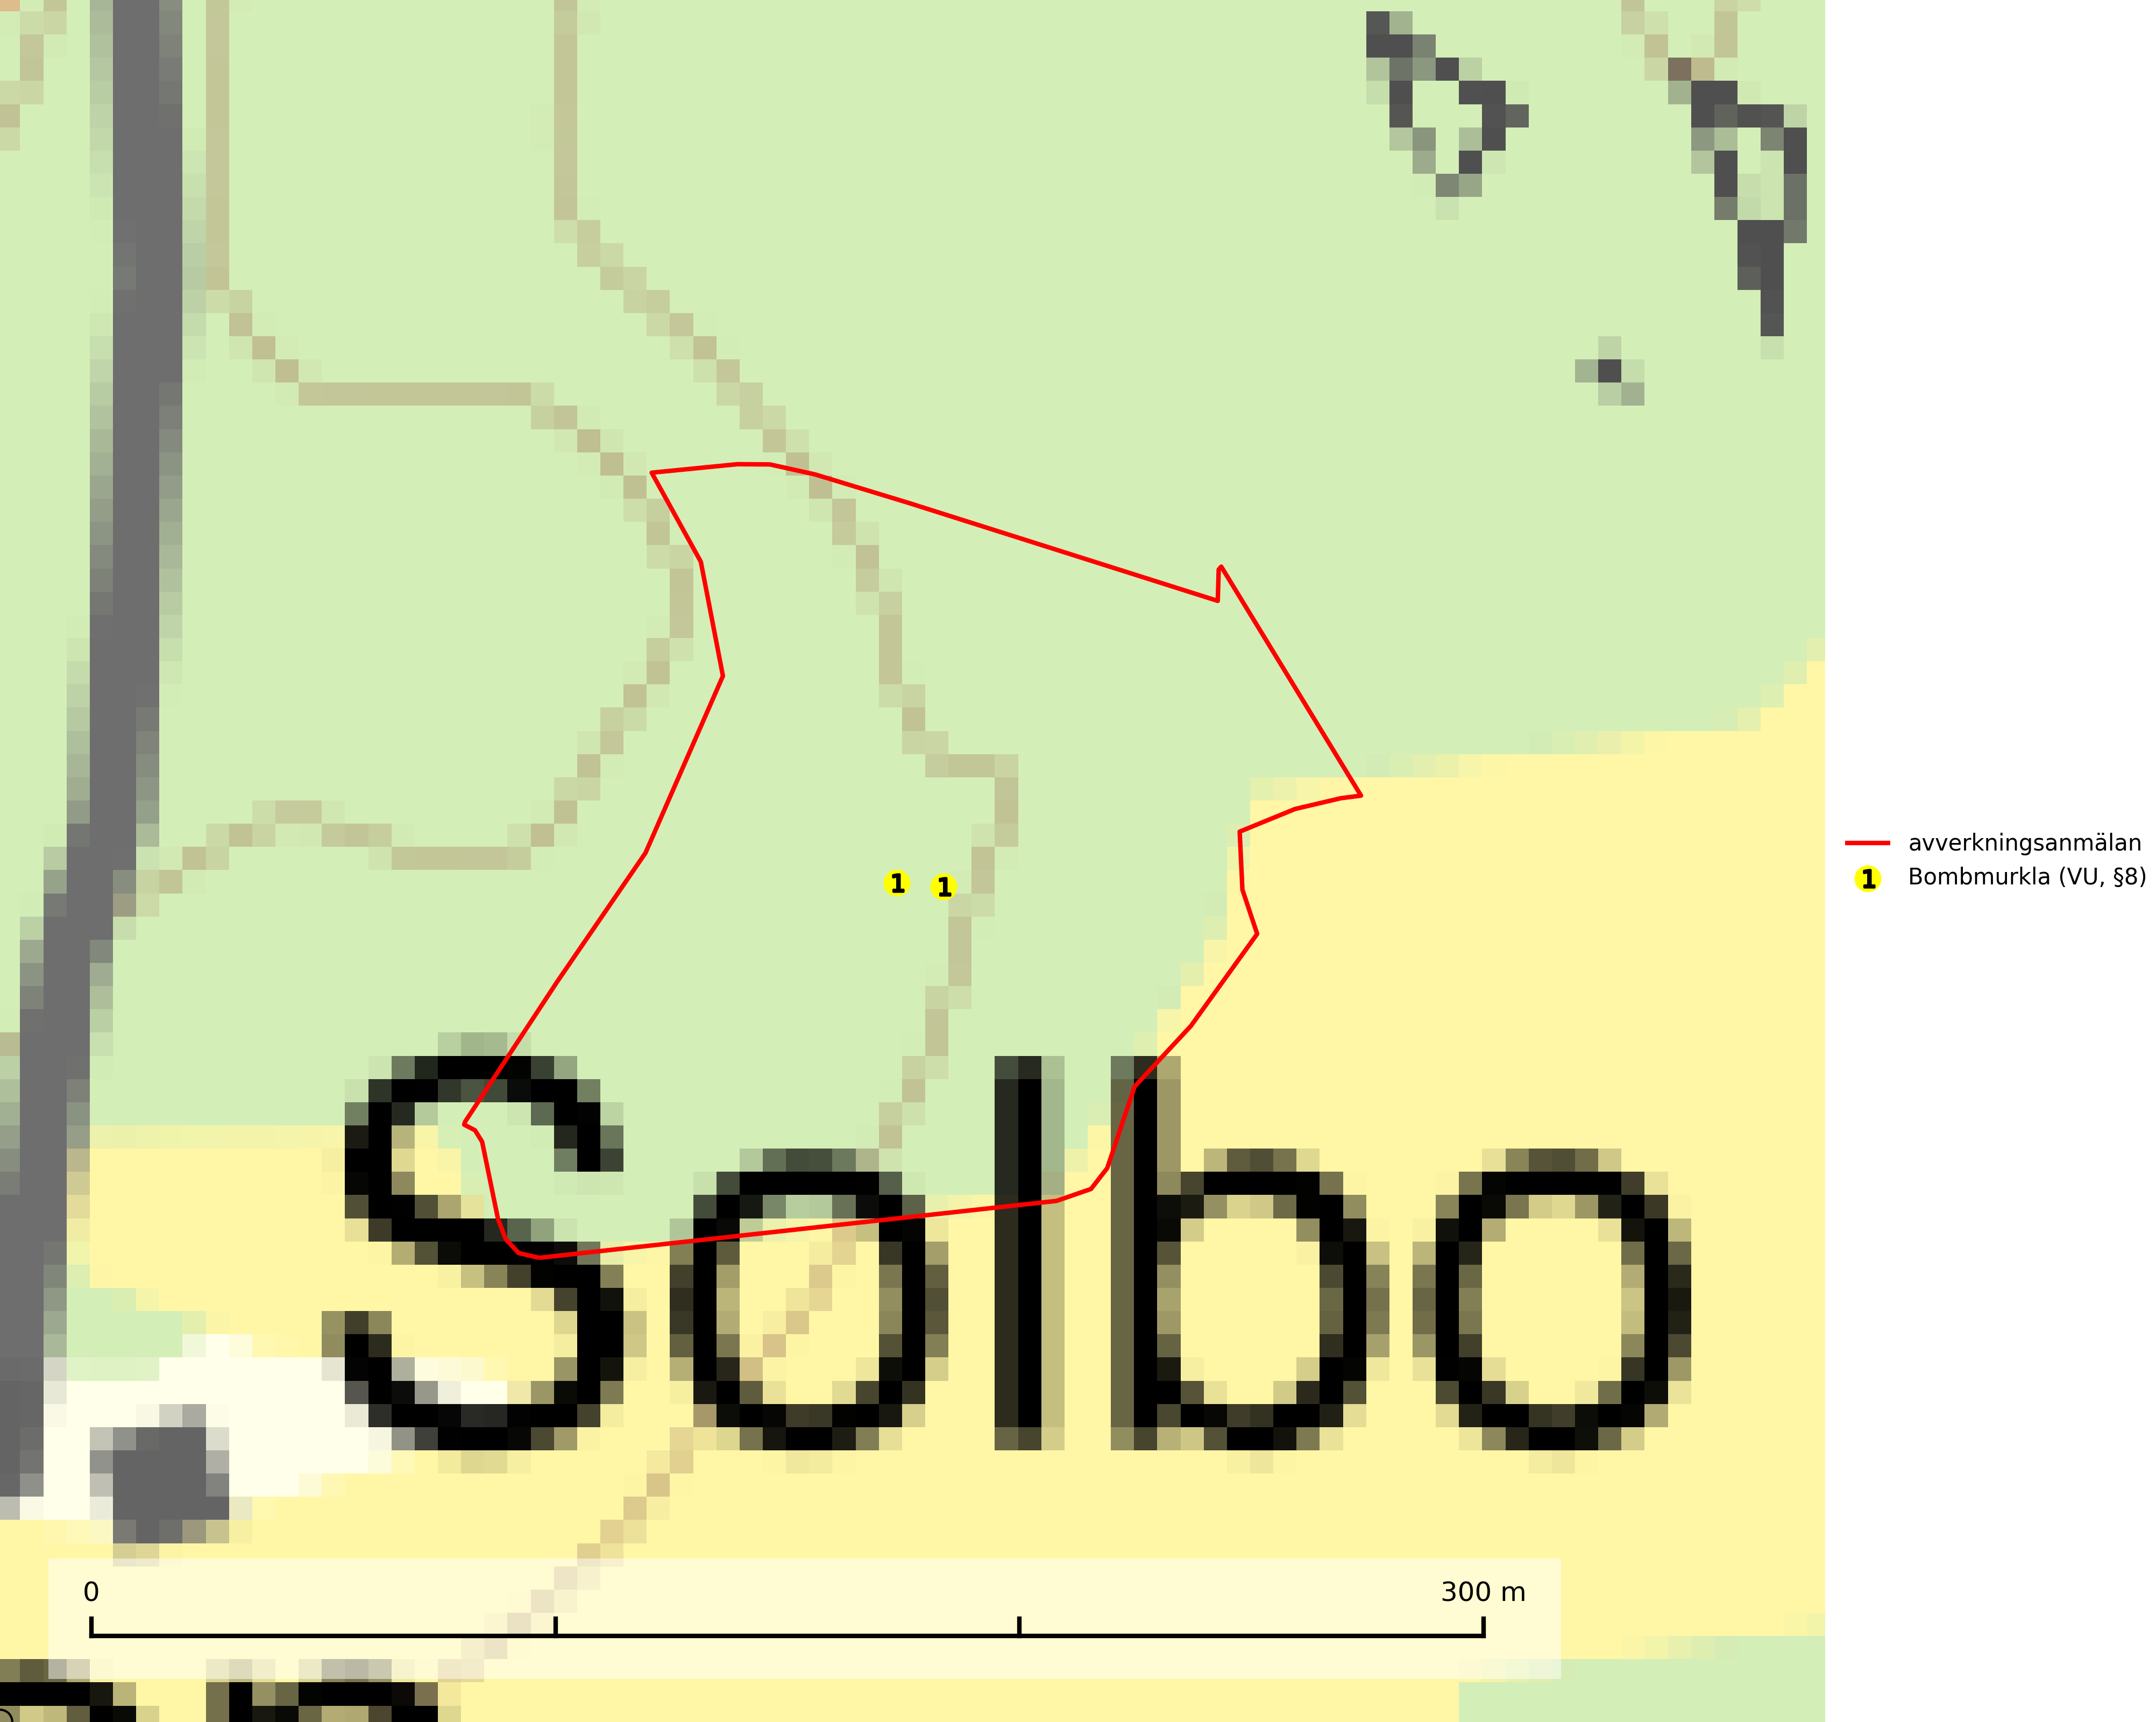 1 1
Solbo
0 300 m
avverkningsanmälan
1 Bombmurkla (VU, §8)